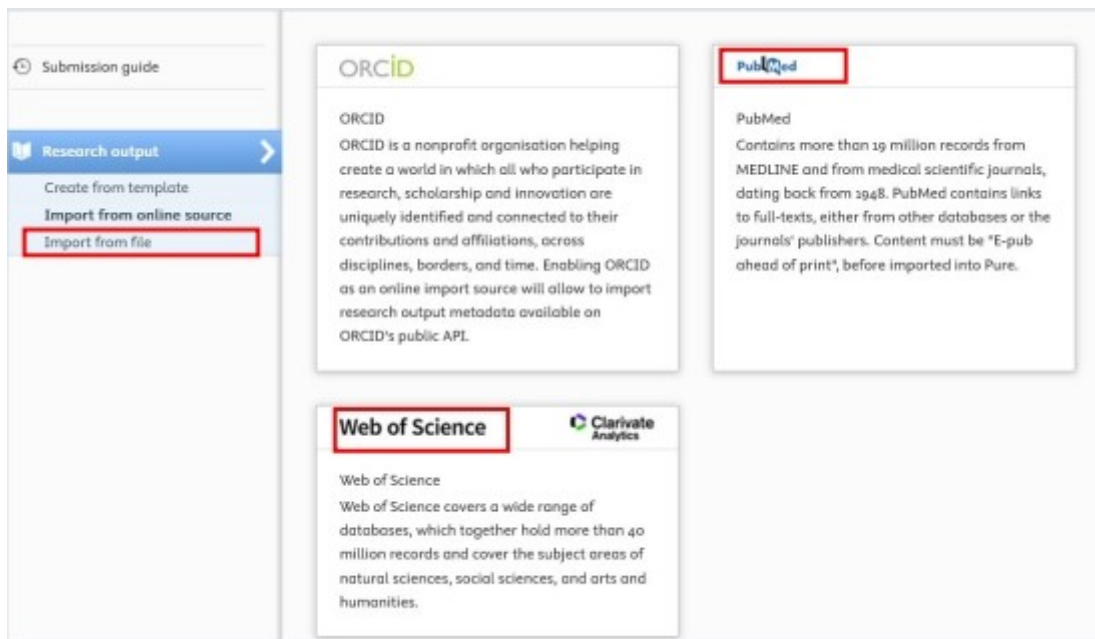 Submission guide
Research output
Create from template
Import from online source
Import from file
ORCID
ORCID
ORCID is a nonprofit organisation helping
create a world in which all who participate in
research, scholarship and innovation are
uniquely identified and connected to their
contributions and affiliations, across
disciplines, borders, and time. Enabling ORCID
as an online import source will allow to import
research output metadata available on
ORCID's public API.
PubMed
PubMed
Contains more than 19 million records from
MEDLINE and from medical scientific journals,
dating back from 1948. PubMed contains links
to full-texts, either from other databases or the
journals' publishers. Content must be "E-pub
ahead of print", before imported into Pure.
Web of Science
Clarivate
Analytics
Web of Science
Web of Science covers a wide range of
databases, which together hold more than 40
million records and cover the subject areas of
natural sciences, social sciences, and arts and
humanities.